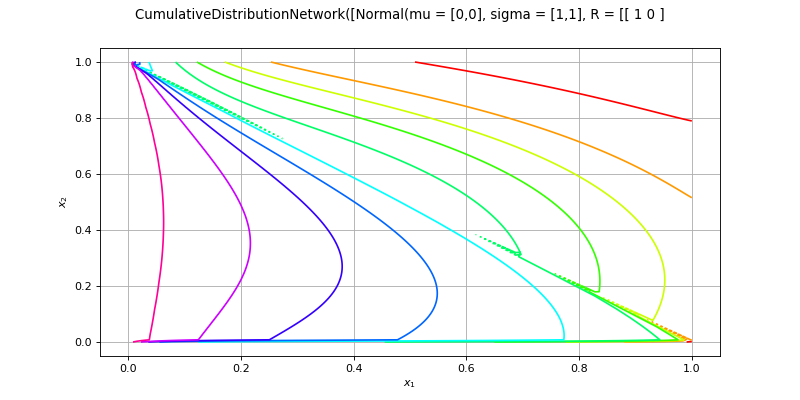 CumulativeDistributionNetwork([Normal(mu = [0,0], sigma = [1,1], R = [[ 1 0 ]
1.0
0.8
0.6
0.4
0.2
0.0
x₂
0.0 0.2 0.4 0.6 0.8 1.0
x₁